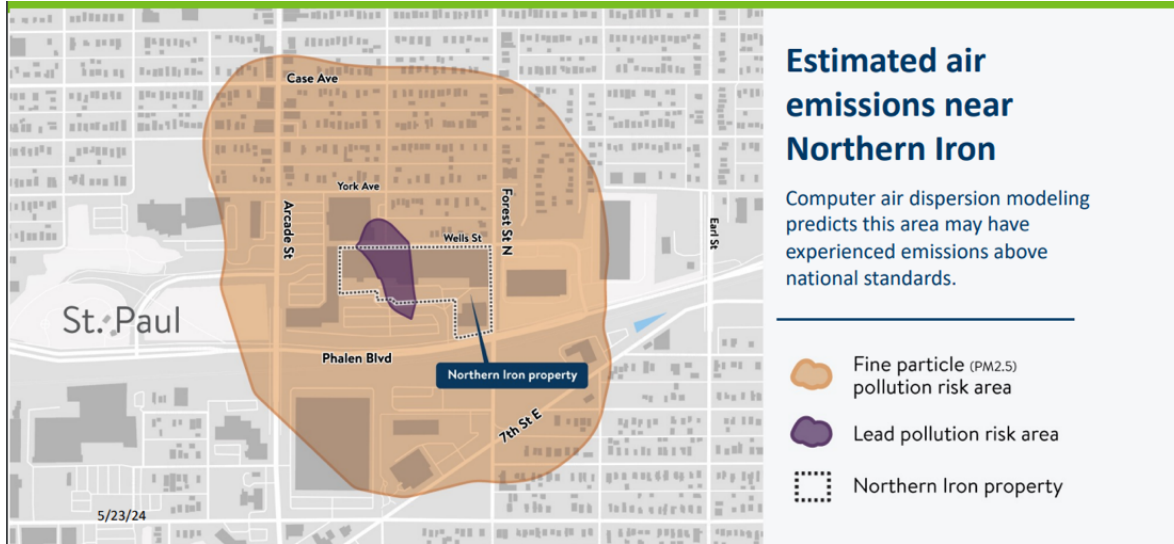 Case Ave
York Ave
Arcade St
Forest St N
Wells St
Earl St
St. Paul
Phalen Blvd
Northern Iron property
7th St E
5/23/24
Estimated air
emissions near
Northern Iron
Computer air dispersion modeling
predicts this area may have
experienced emissions above
national standards.
Fine particle (PM2.5)
pollution risk area
Lead pollution risk area
Northern Iron property